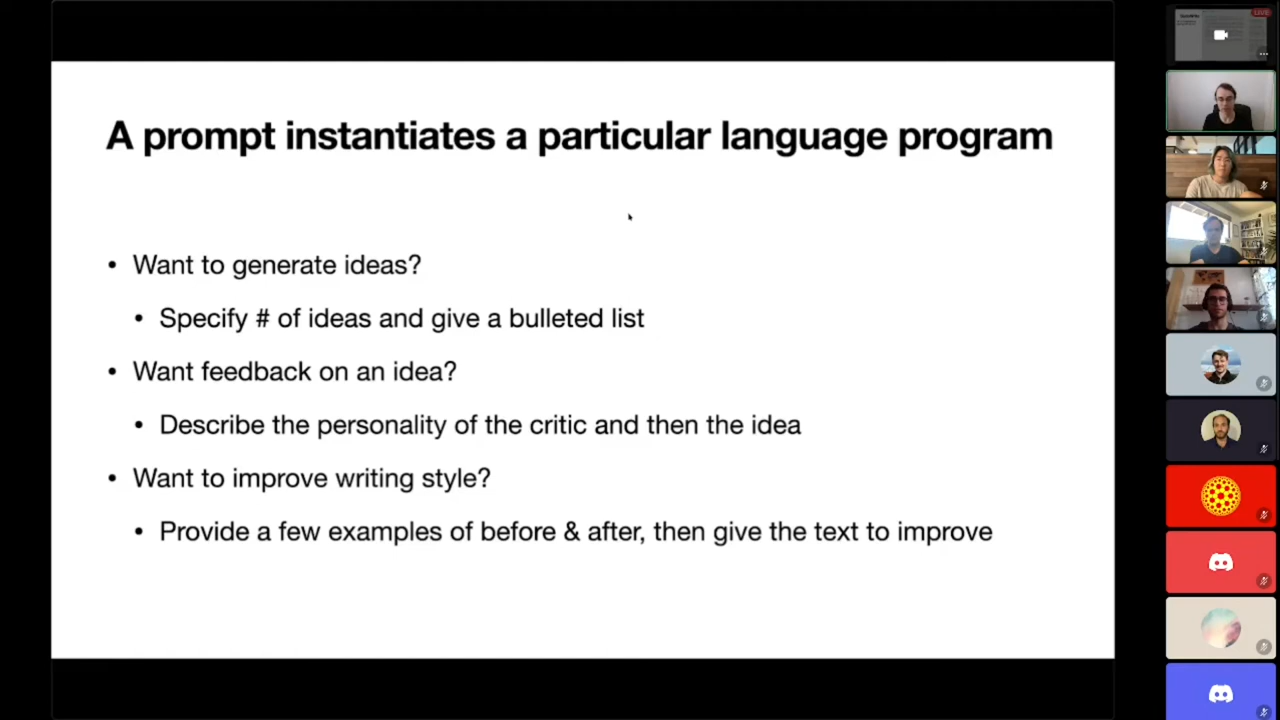 A prompt instantiates a particular language program
• Want to generate ideas?
• Specify # of ideas and give a bulleted list
• Want feedback on an idea?
• Describe the personality of the critic and then the idea
• Want to improve writing style?
• Provide a few examples of before & after, then give the text to improve